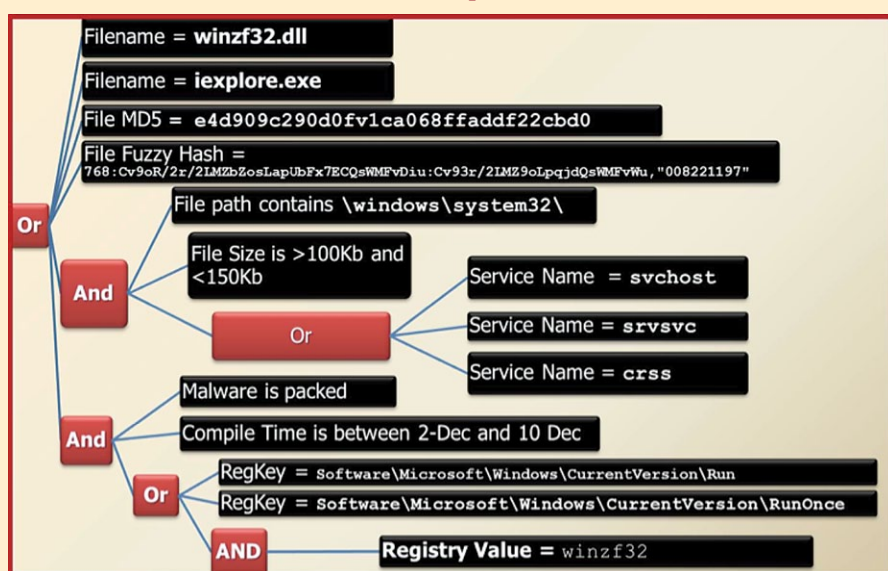 Filename = winzf32.dll
Filename = iexplore.exe
File MD5 = e4d909c290d0fv1ca068ffaddf22cbd0
File Fuzzy Hash =
768:Cv9oR/2r/2LMZbZosLapUbFx7ECQsWMFvDiu:Cv93r/2LMZ9oLpqjdQsWMFvWu,"008221197"
Or
File path contains \windows\system32\
And
File Size is >100Kb and
<150Kb
Or
Service Name = svchost
Service Name = srvsvc
Service Name = crss
And
Malware is packed
Compile Time is between 2-Dec and 10 Dec
Or
RegKey = Software\Microsoft\Windows\CurrentVersion\Run
RegKey = Software\Microsoft\Windows\CurrentVersion\RunOnce
AND
Registry Value = winzf32